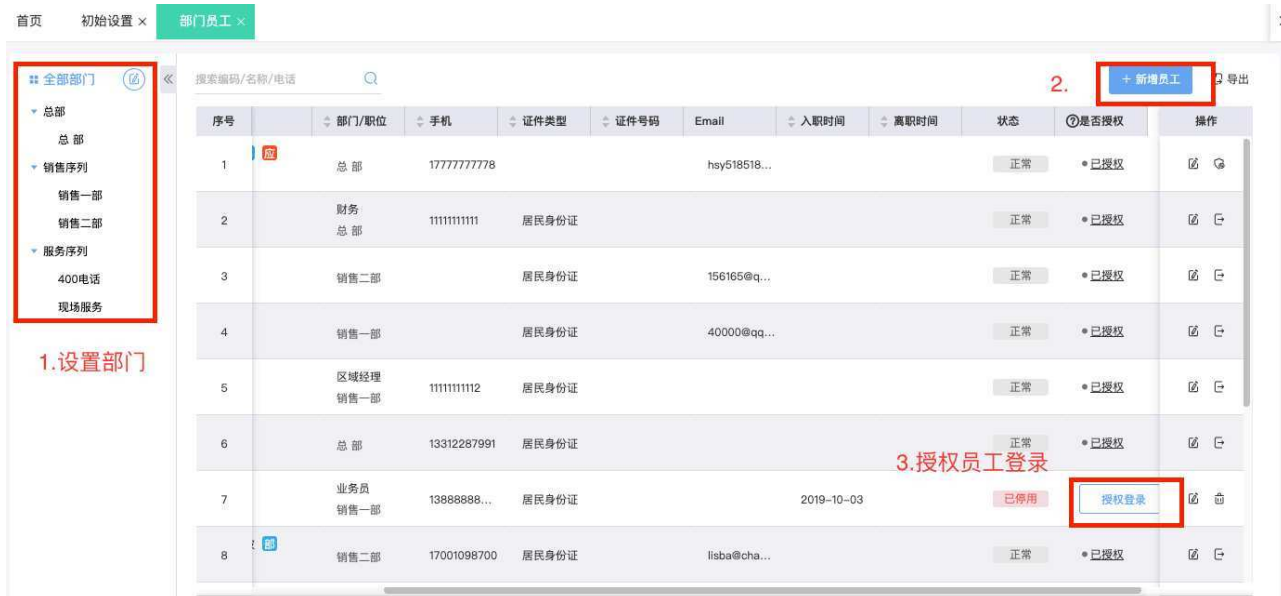 首页 初始设置 × 部门员工 ×
全部部门
搜索编码/名称/电话
2.
+ 新增员工
导出
总部
总 部
销售序列
销售一部
销售二部
服务序列
400电话
现场服务
1.设置部门
序号 部门/职位 手机 证件类型 证件号码 Email 入职时间 离职时间 状态 ?是否授权 操作
1 应 总 部 17777777778 hsy518518... 正常 已授权
2 财务 总 部 11111111111 居民身份证 正常 已授权
3 销售二部 居民身份证 156165@q... 正常 已授权
4 销售一部 居民身份证 40000@qq... 正常 已授权
5 区域经理 销售一部 11111111112 居民身份证 正常 已授权
6 总 部 13312287991 居民身份证 正常 已授权
3.授权员工登录
7 业务员 销售一部 13888888... 居民身份证 2019-10-03 已停用 授权登录
8 部 销售二部 17001098700 居民身份证 lisba@cha... 正常 已授权